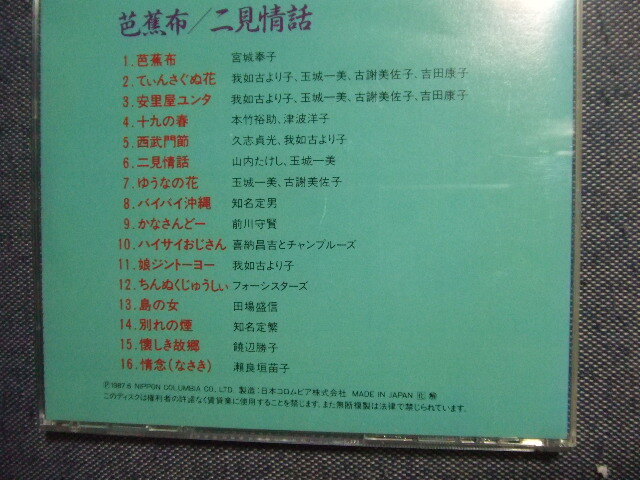 芭蕉布／二見情話
1.芭蕉布 宮城奉子
2.てぃんさぐぬ花 我如古より子、玉城一美、古謝美佐子、吉田康子
3.安里屋ユンタ 我如古より子、玉城一美、古謝美佐子、吉田康子
4.十九の春 本竹裕助、津波洋子
5.西武門節 久志貞光、我如古より子
6.二見情話 山内たけし、玉城一美
7.ゆうなの花 玉城一美、古謝美佐子
8.バイバイ沖縄 知名定男
9.かなさんどー 前川守賢
10.ハイサイおじさん 喜納昌吉とチャンプルーズ
11.娘ジントーヨー 我如古より子
12.ちんぬくじゅうしぃ フォーシスターズ
13.島の女 田場盛信
14.別れの煙 知名定繁
15.懐しき故郷 饒辺勝子
16.情念(なさき) 瀬良垣苗子
Ⓟ1987.6 NIPPON COLUMBIA CO., LTD. 製造:日本コロムビア株式会社 MADE IN JAPAN
このディスクは権利者の許諾なく賃貸業に使用することを禁じます。また無断複製は法律で禁じられています。